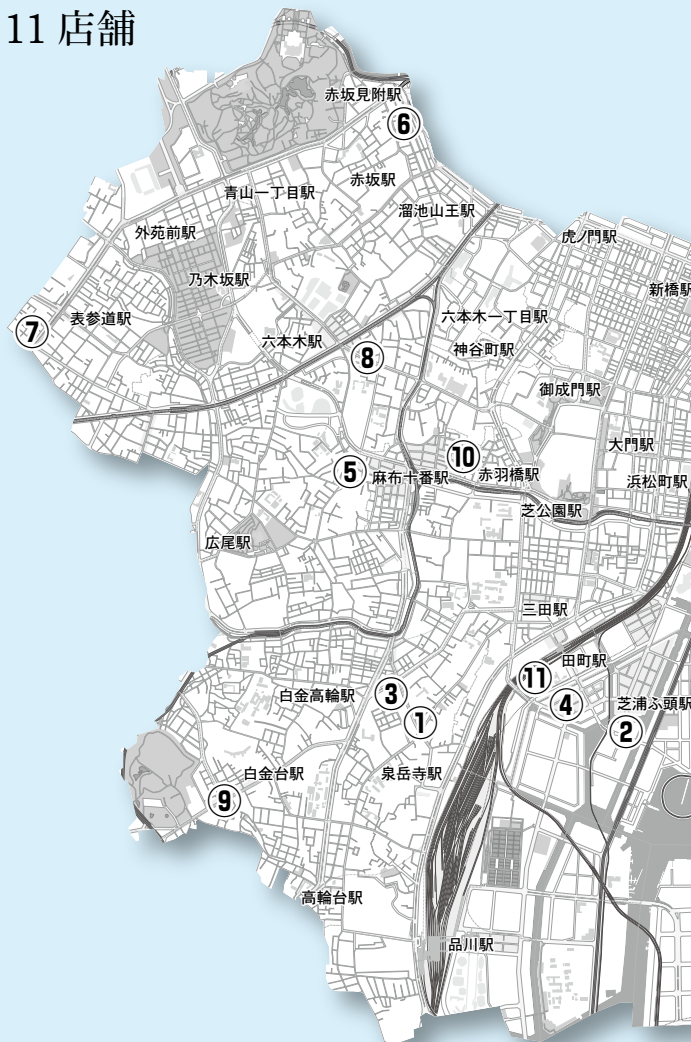 11 店舗
赤坂見附駅
6
赤坂駅
青山一丁目駅
溜池山王駅
外苑前駅
虎ノ門駅
乃木坂駅
新橋駅
表参道駅
7
六本木一丁目駅
六本木駅
8
神谷町駅
御成門駅
大門駅
10
5
麻布十番駅
赤羽橋駅
浜松町駅
芝公園駅
広尾駅
三田駅
田町駅
11
白金高輪駅
3
4
芝浦ふ頭駅
1
2
白金台駅
泉岳寺駅
9
高輪台駅
品川駅